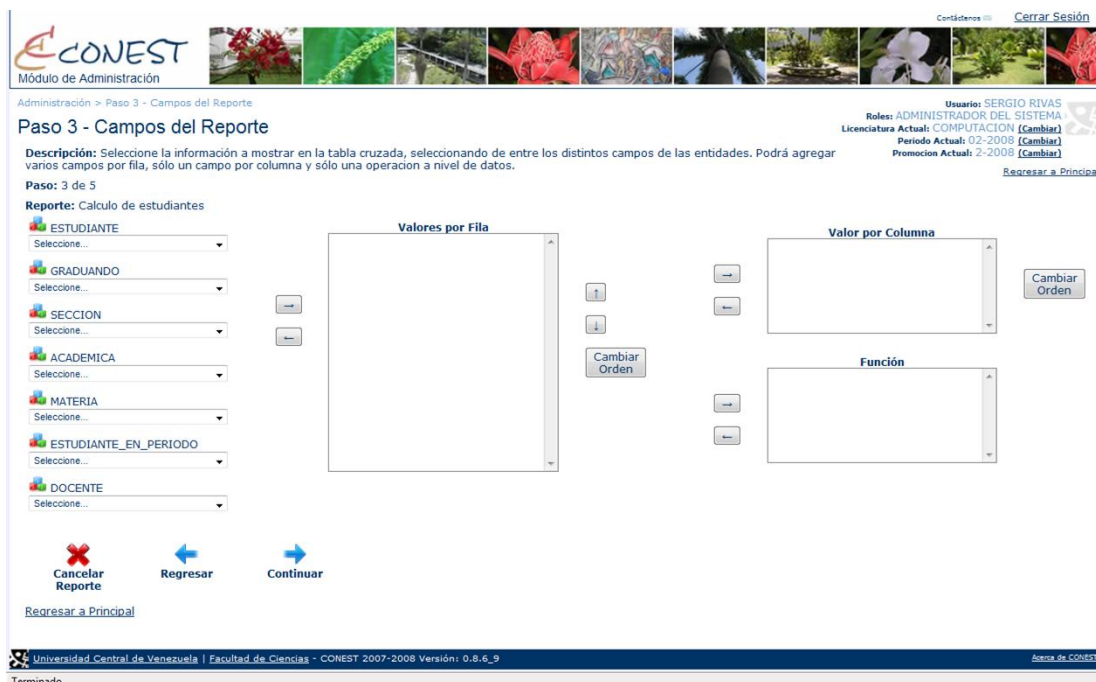 Contáctenos
Cerrar Sesión
CONEST
Módulo de Administración
Administración > Paso 3 - Campos del Reporte
Usuario: SERGIO RIVAS
Roles: ADMINISTRADOR DEL SISTEMA
Licenciatura Actual: COMPUTACION (Cambiar)
Periodo Actual: 02-2008 (Cambiar)
Promocion Actual: 2-2008 (Cambiar)
Regresar a Principa
Paso 3 - Campos del Reporte
Descripción: Seleccione la información a mostrar en la tabla cruzada, seleccionando de entre los distintos campos de las entidades. Podrá agregar
varios campos por fila, sólo un campo por columna y sólo una operacion a nivel de datos.
Paso: 3 de 5
Reporte: Calculo de estudiantes
ESTUDIANTE
Seleccione...
GRADUANDO
Seleccione...
SECCION
Seleccione...
ACADEMICA
Seleccione...
MATERIA
Seleccione...
ESTUDIANTE_EN_PERIODO
Seleccione...
DOCENTE
Seleccione...
→
←
Valores por Fila
↑
↓
Cambiar
Orden
→
←
Valor por Columna
Cambiar
Orden
→
←
Función
Cancelar
Reporte
Regresar
Continuar
Regresar a Principal
Universidad Central de Venezuela | Facultad de Ciencias - CONEST 2007-2008 Versión: 0.8.6_9
Acerca de CONEST
Terminado